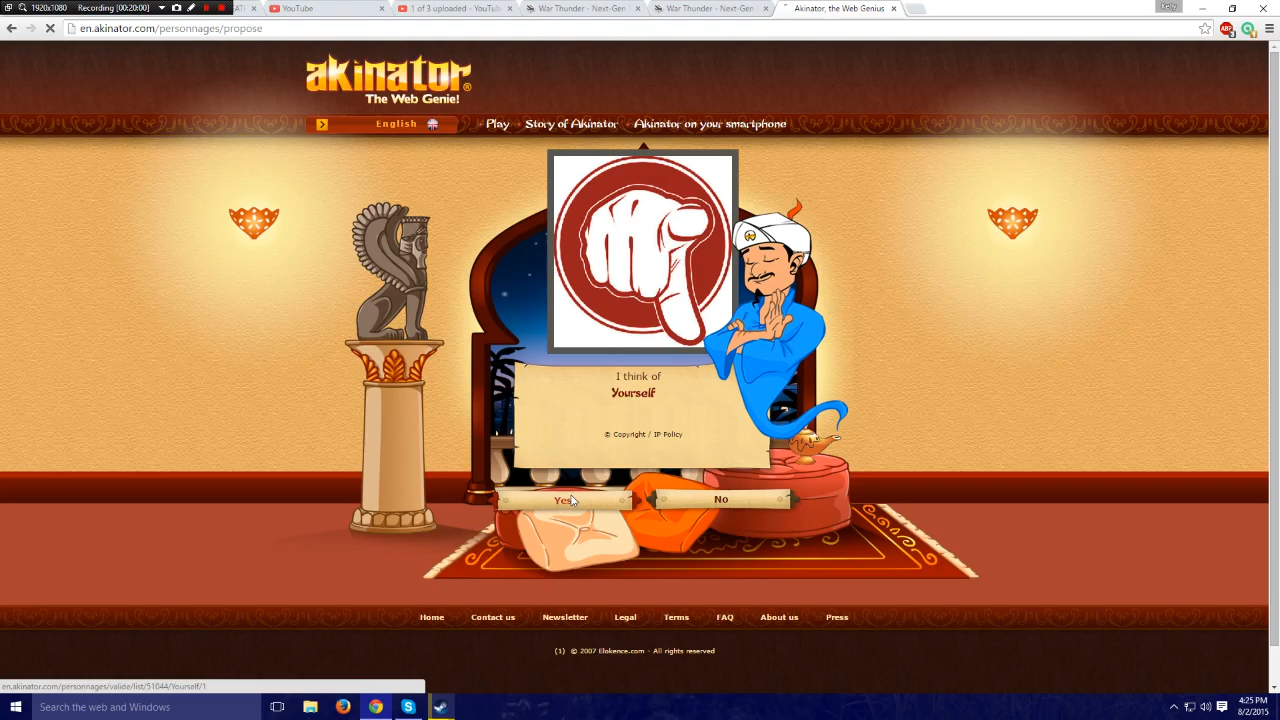 1920x1080 Recording [00:20:00]
YouTube
1 of 3 uploaded - YouTube
War Thunder - Next-Gen
War Thunder - Next-Gen
Akinator, the Web Genius
Kelly
en.akinator.com/personnages/propose
ABP
akinator®
The Web Genie!
English
Play
Story of Akinator
Akinator on your smartphone
I think of
Yourself
© Copyright / IP Policy
Yes
No
Home Contact us Newsletter Legal Terms FAQ About us Press
(1) © 2007 Elokence.com - All rights reserved
en.akinator.com/personnages/valide/list/51044/Yourself/1
Search the web and Windows
4:25 PM
8/2/2015